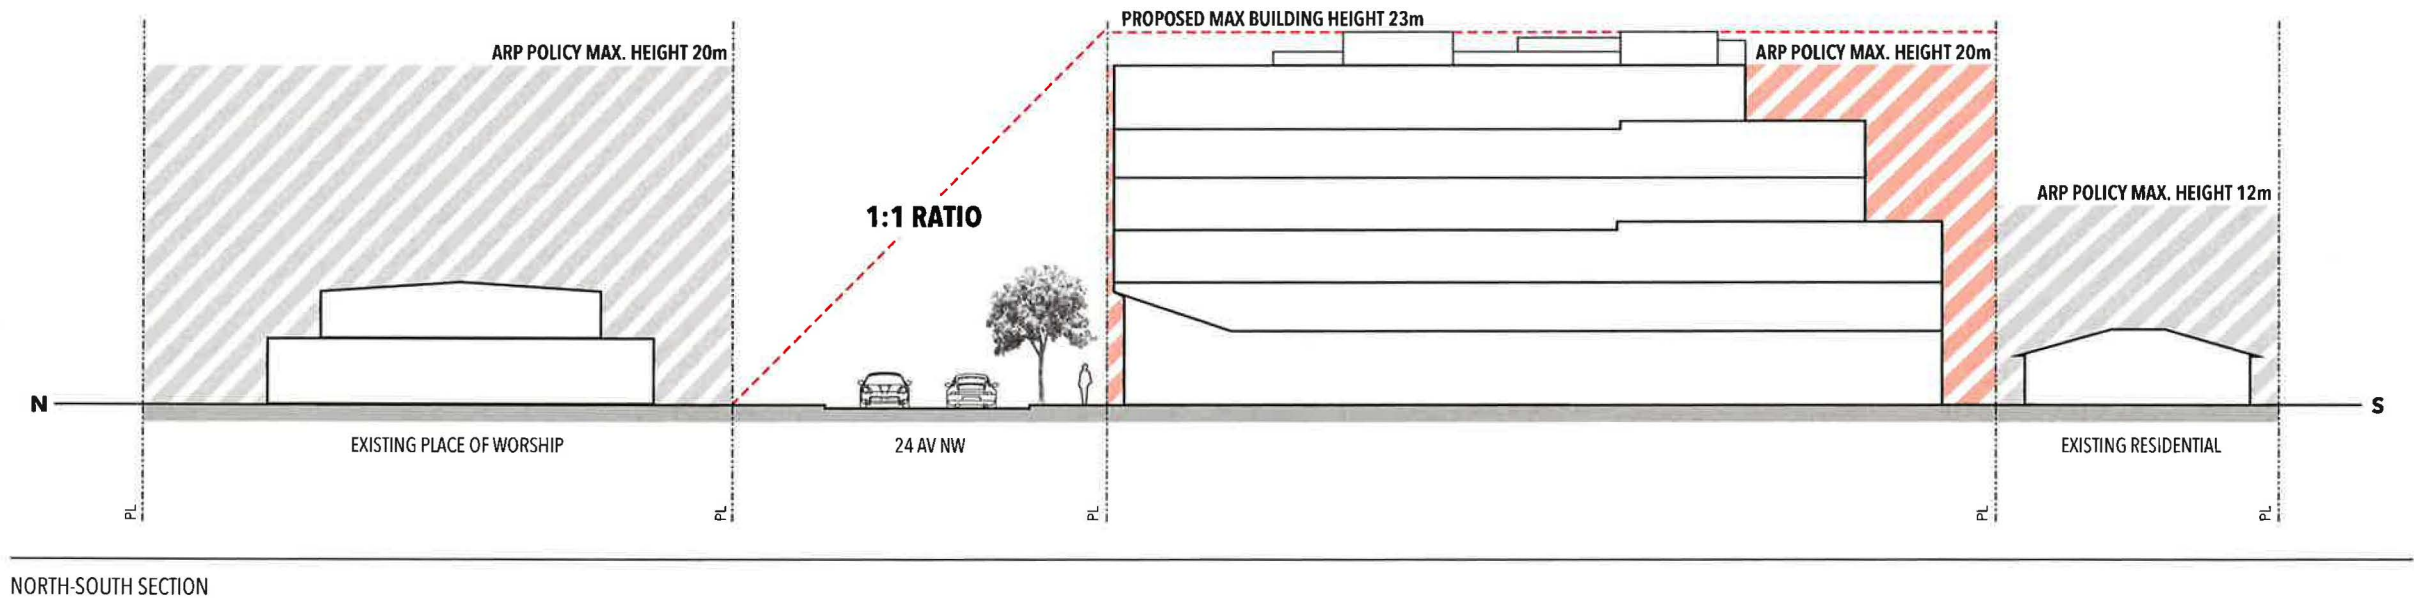 PROPOSED MAX BUILDING HEIGHT 23m
ARP POLICY MAX. HEIGHT 20m
ARP POLICY MAX. HEIGHT 20m
ARP POLICY MAX. HEIGHT 12m
1:1 RATIO
N
S
EXISTING PLACE OF WORSHIP
24 AV NW
EXISTING RESIDENTIAL
PL
PL
PL
PL
PL
NORTH-SOUTH SECTION